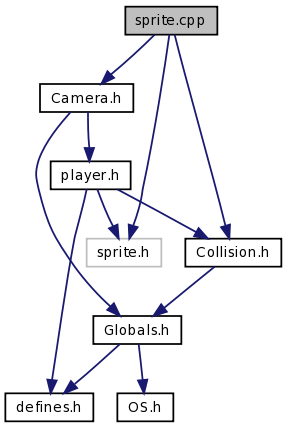 sprite.cpp
Camera.h
player.h
sprite.h
Collision.h
Globals.h
defines.h
OS.h